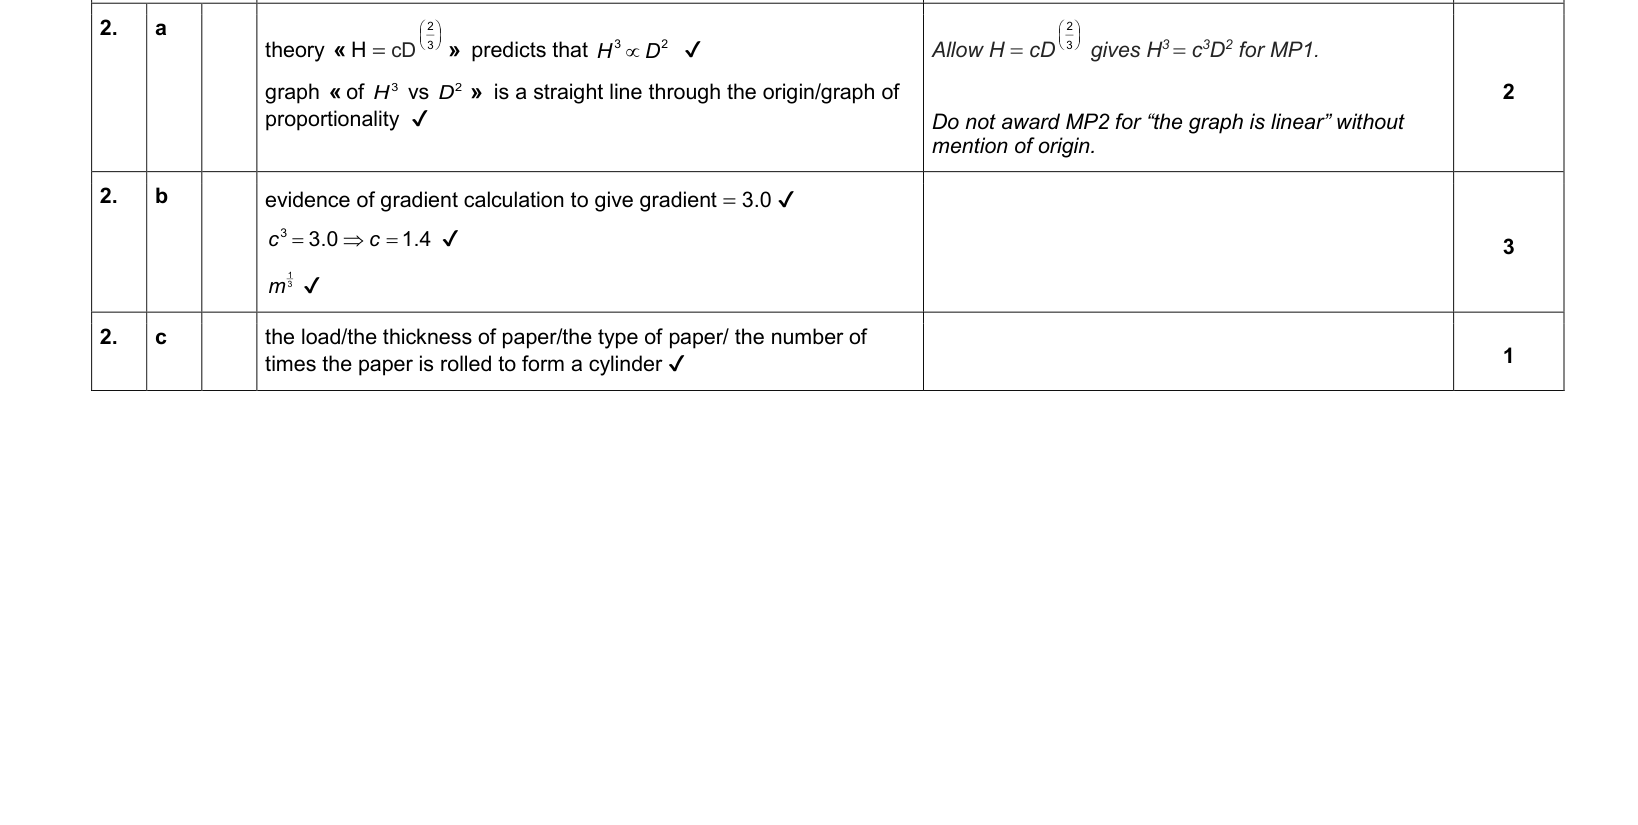 2. a
theory « H = cD^(2/3) » predicts that H³ ∝ D² ✓
graph « of H³ vs D² » is a straight line through the origin/graph of
proportionality ✓
Allow H = cD^(2/3) gives H³ = c³D² for MP1.
Do not award MP2 for “the graph is linear” without
mention of origin.
2
2. b
evidence of gradient calculation to give gradient = 3.0 ✓
c³ = 3.0 ⇒ c = 1.4 ✓
m^(1/3) ✓
3
2. c
the load/the thickness of paper/the type of paper/ the number of
times the paper is rolled to form a cylinder ✓
1